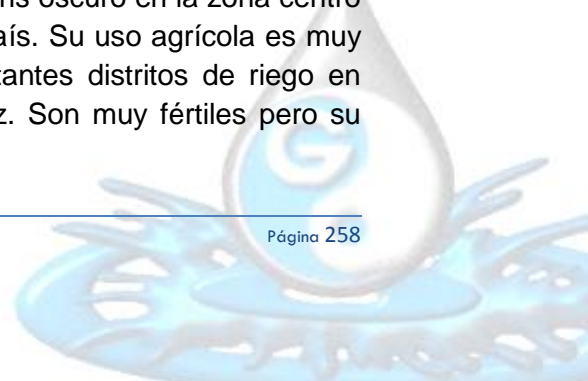 ris oscuro en la zona centro
aís. Su uso agrícola es muy
tantes distritos de riego en
z. Son muy fértiles pero su
G
Página 258